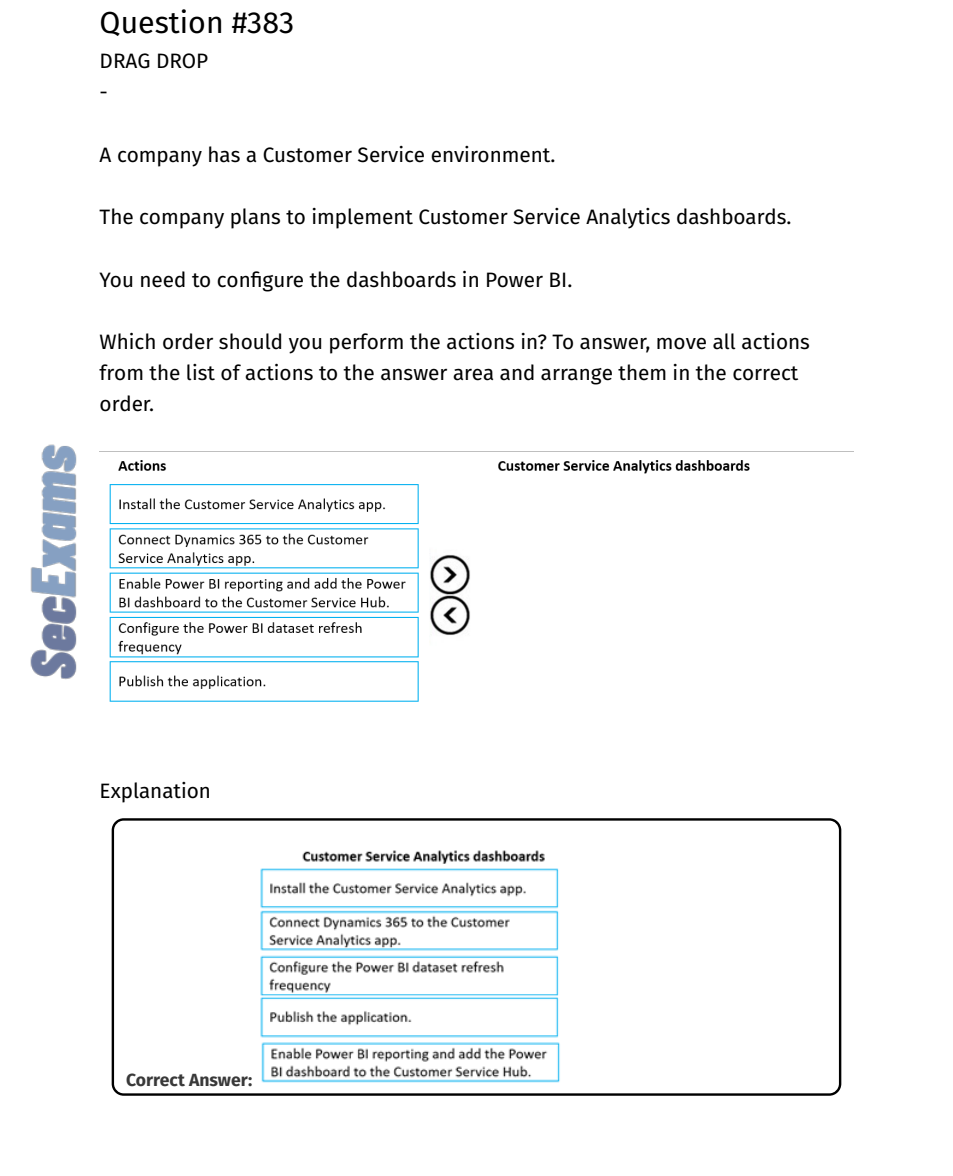 Question #383
DRAG DROP
-
A company has a Customer Service environment.
The company plans to implement Customer Service Analytics dashboards.
You need to configure the dashboards in Power BI.
Which order should you perform the actions in? To answer, move all actions
from the list of actions to the answer area and arrange them in the correct
order.
SecExams
Actions
Customer Service Analytics dashboards
Install the Customer Service Analytics app.
Connect Dynamics 365 to the Customer
Service Analytics app.
Enable Power BI reporting and add the Power
BI dashboard to the Customer Service Hub.
Configure the Power BI dataset refresh
frequency
Publish the application.
Explanation
Customer Service Analytics dashboards
Install the Customer Service Analytics app.
Connect Dynamics 365 to the Customer
Service Analytics app.
Configure the Power BI dataset refresh
frequency
Publish the application.
Enable Power BI reporting and add the Power
BI dashboard to the Customer Service Hub.
Correct Answer: